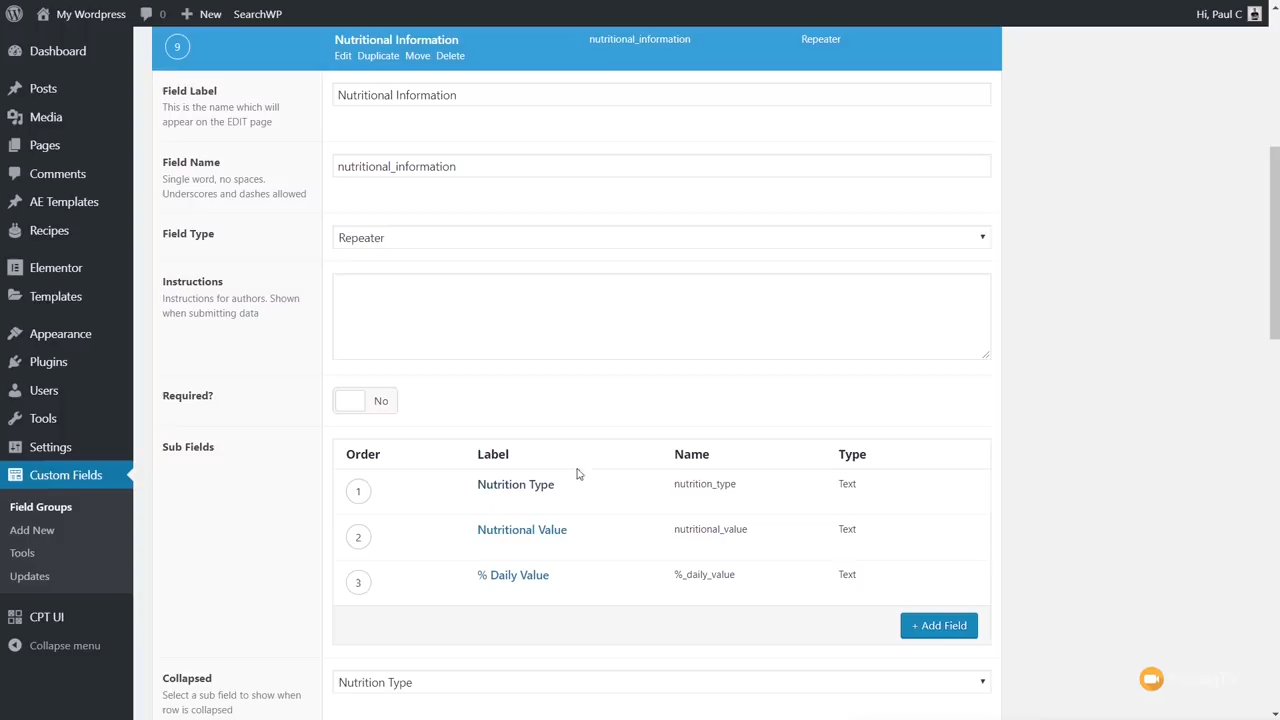 My Wordpress 0 New SearchWP Hi, Paul C
Dashboard
Posts
Media
Pages
Comments
AE Templates
Recipes
Elementor
Templates
Appearance
Plugins
Users
Tools
Settings
Custom Fields
Field Groups
Add New
Tools
Updates
CPT UI
Collapse menu
9 Nutritional Information nutritional_information Repeater
Edit Duplicate Move Delete
Field Label
This is the name which will
appear on the EDIT page
Nutritional Information
Field Name
Single word, no spaces.
Underscores and dashes allowed
nutritional_information
Field Type
Repeater
Instructions
Instructions for authors. Shown
when submitting data
Required?
No
Sub Fields
Order Label Name Type
1 Nutrition Type nutrition_type Text
2 Nutritional Value nutritional_value Text
3 % Daily Value %_daily_value Text
+ Add Field
Collapsed
Select a sub field to show when
row is collapsed
Nutrition Type